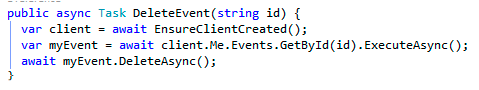 public async Task DeleteEvent(string id) {
var client = await EnsureClientCreated();
var myEvent = await client.Me.Events.GetById(id).ExecuteAsync();
await myEvent.DeleteAsync();
}